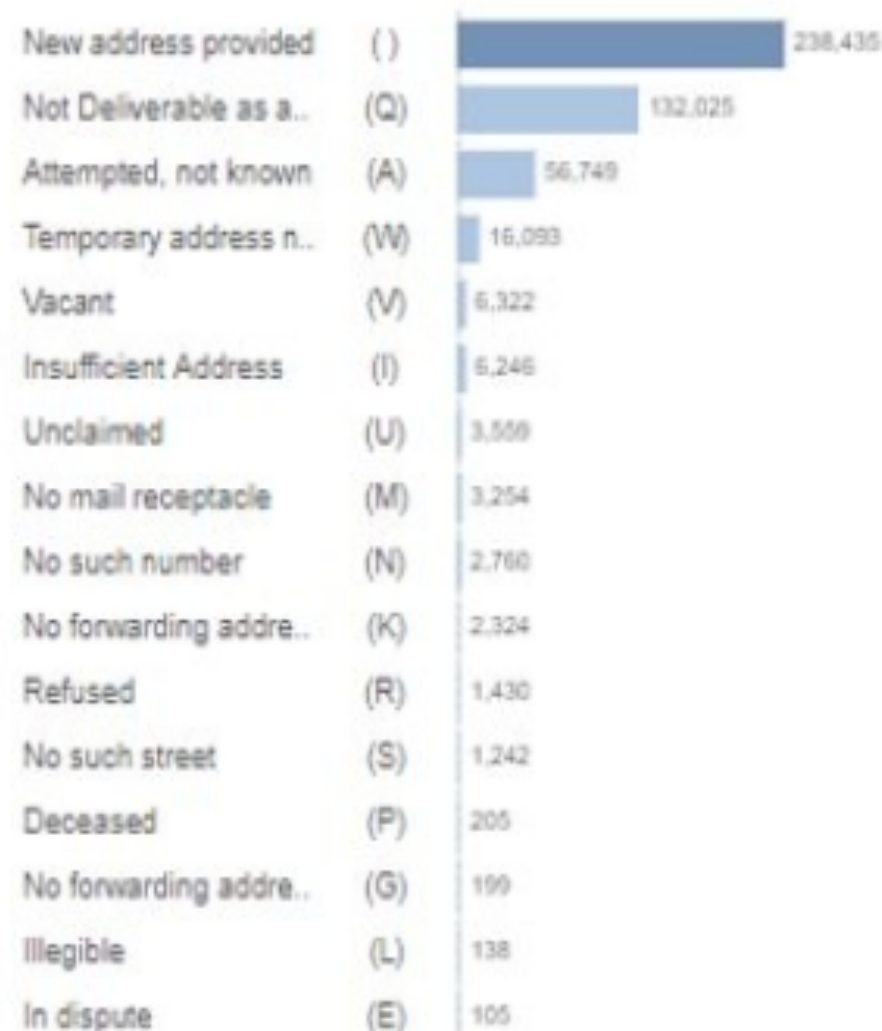 New address provided ( ) 238,435
Not Deliverable as a.. (Q) 132,025
Attempted, not known (A) 56,749
Temporary address n.. (W) 16,093
Vacant (V) 6,322
Insufficient Address (I) 6,246
Unclaimed (U) 3,559
No mail receptacle (M) 3,254
No such number (N) 2,760
No forwarding addre.. (K) 2,324
Refused (R) 1,430
No such street (S) 1,242
Deceased (P) 205
No forwarding addre.. (G) 199
Illegible (L) 138
In dispute (E) 105